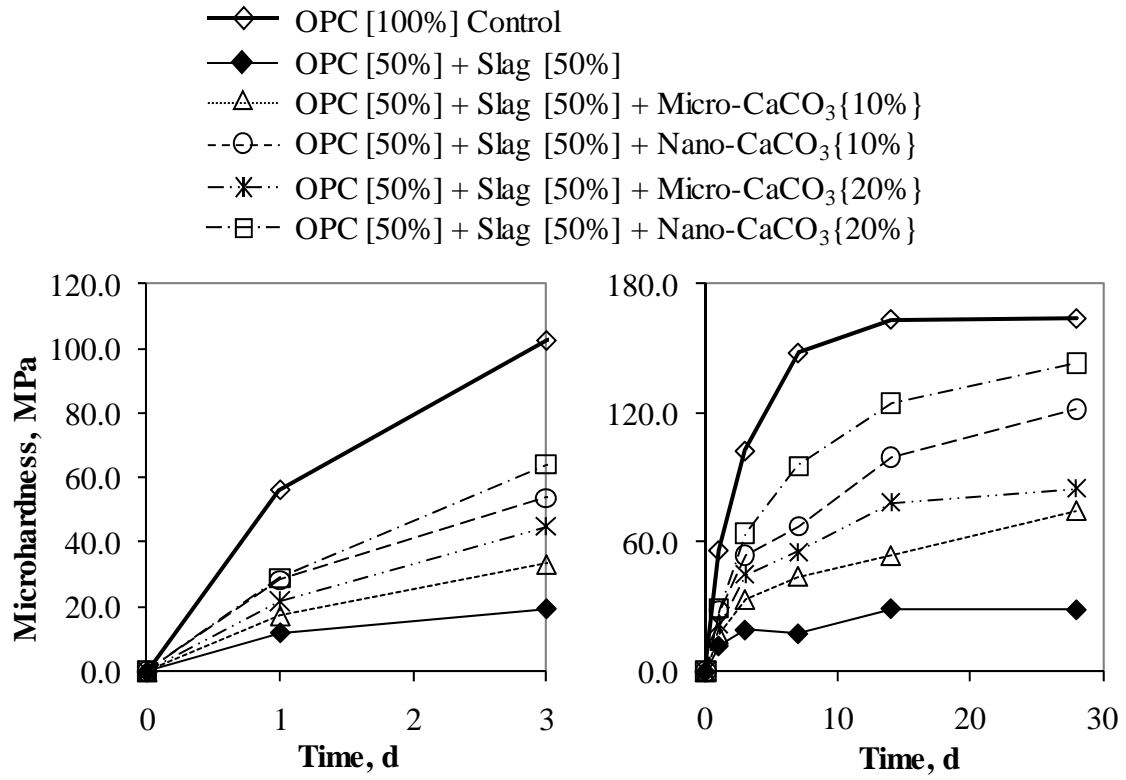 OPC [100%] Control
OPC [50%] + Slag [50%]
OPC [50%] + Slag [50%] + Micro-CaCO₃{10%}
OPC [50%] + Slag [50%] + Nano-CaCO₃{10%}
OPC [50%] + Slag [50%] + Micro-CaCO₃{20%}
OPC [50%] + Slag [50%] + Nano-CaCO₃{20%}
Microhardness, MPa
120.0
100.0
80.0
60.0
40.0
20.0
0.0
0 1 3
Time, d
180.0
120.0
60.0
0.0
0 10 20 30
Time, d